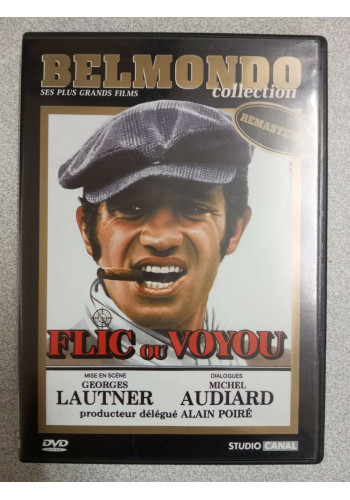 BELMONDO
SES PLUS GRANDS FILMS
collection
FLIC OU VOYOU
MISE EN SCÈNE
GEORGES
LAUTNER
DIALOGUES
MICHEL
AUDIARD
producteur délégué ALAIN POIRÉ
DVD
STUDIO CANAL